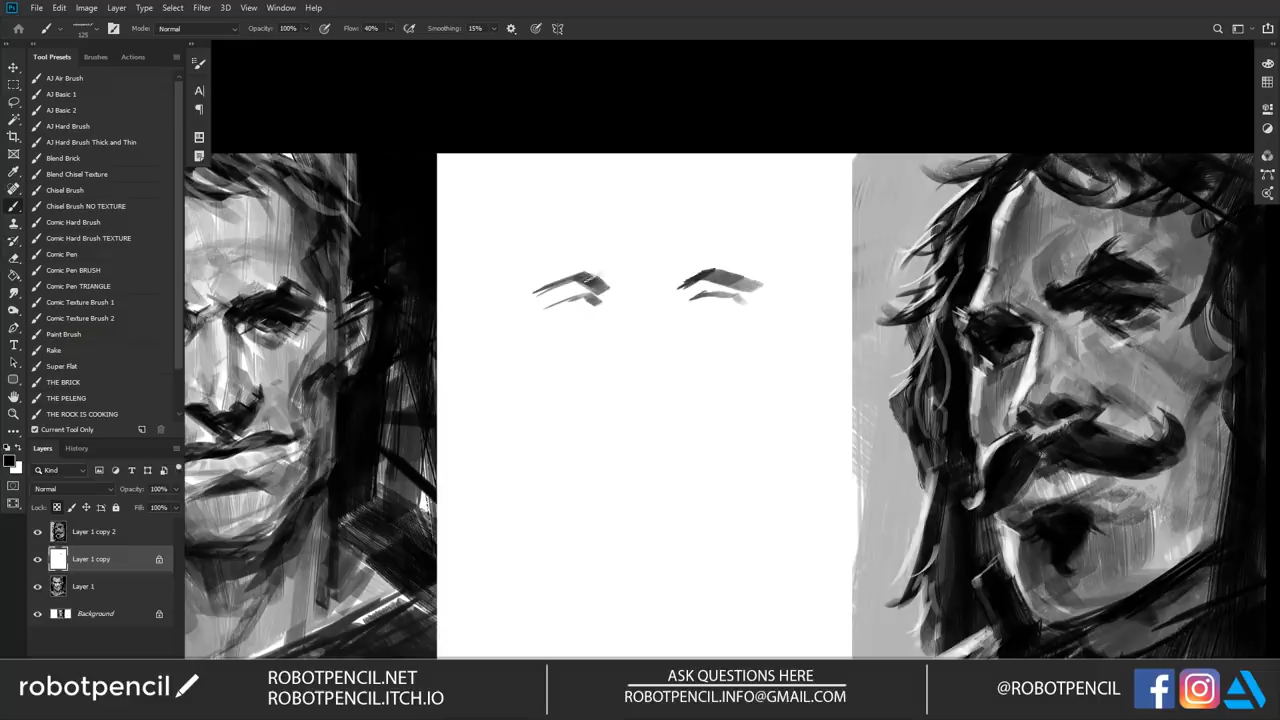 Ps File Edit Image Layer Type Select Filter 3D View Window Help
125 Mode: Normal Opacity: 100% Flow: 40% Smoothing: 15%
Tool Presets Brushes Actions
AJ Air Brush
AJ Basic 1
AJ Basic 2
AJ Hard Brush
AJ Hard Brush Thick and Thin
Blend Brick
Blend Chisel Texture
Chisel Brush
Chisel Brush NO TEXTURE
Comic Hard Brush
Comic Hard Brush TEXTURE
Comic Pen
Comic Pen BRUSH
Comic Pen TRIANGLE
Comic Texture Brush 1
Comic Texture Brush 2
Paint Brush
Rake
Super Flat
THE BRICK
THE PELENG
THE ROCK IS COOKING
Current Tool Only
Layers History
Kind
Normal Opacity: 100%
Lock: Fill: 100%
Layer 1 copy 2
Layer 1 copy
Layer 1
Background
robotpencil
ROBOTPENCIL.NET
ROBOTPENCIL.ITCH.IO
ASK QUESTIONS HERE
ROBOTPENCIL.INFO@GMAIL.COM
@ROBOTPENCIL